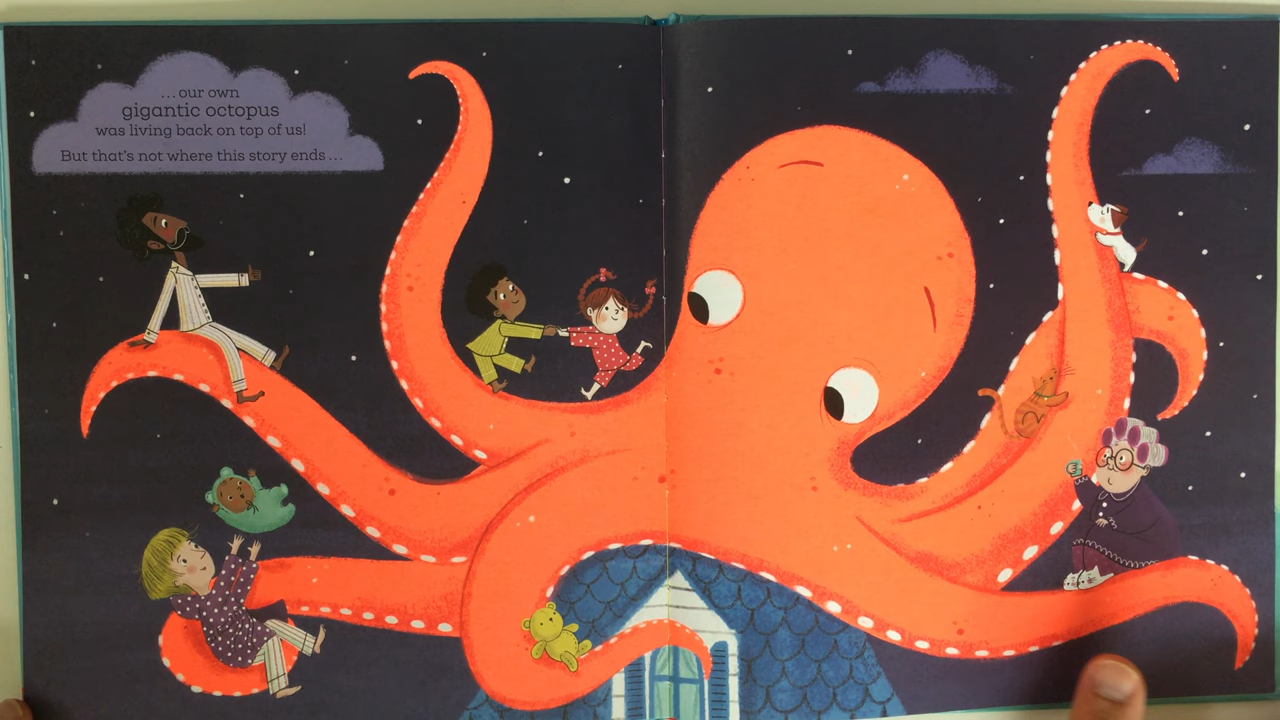 ...our own
gigantic octopus
was living back on top of us!
But that's not where this story ends...